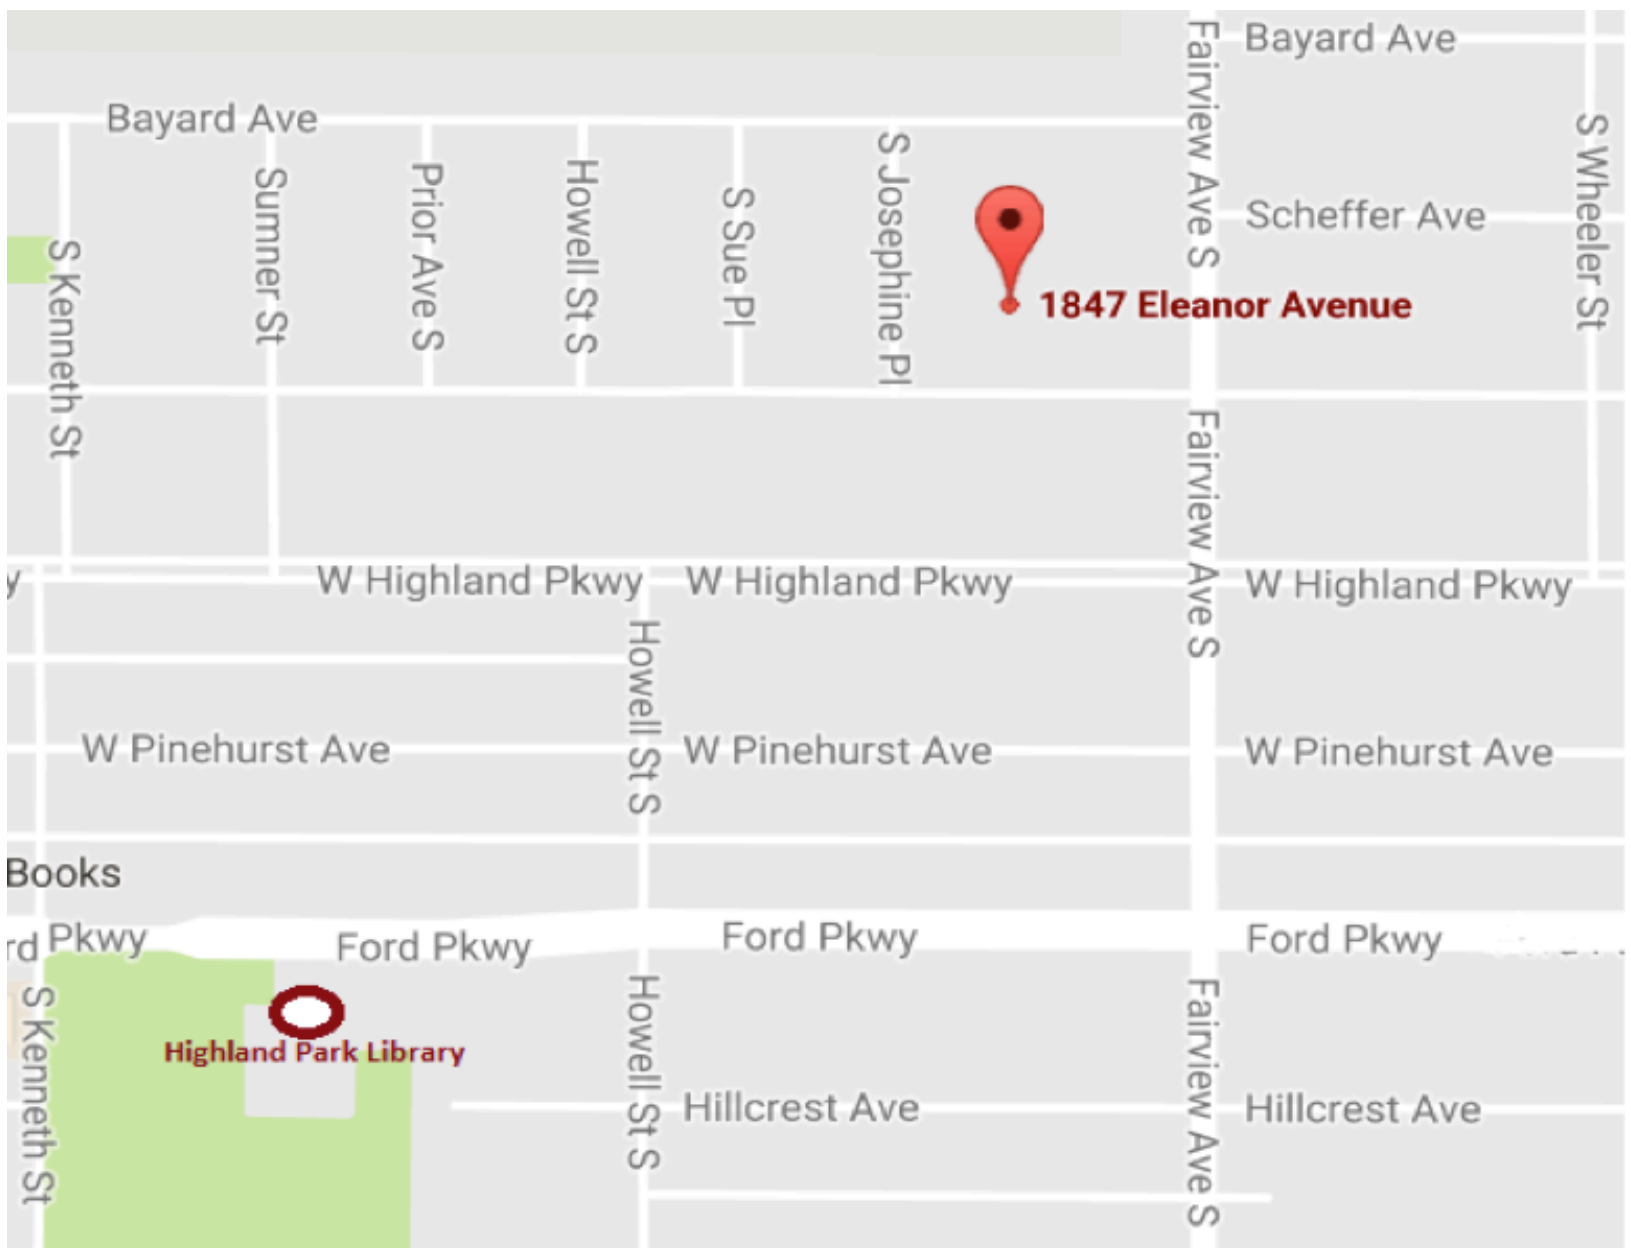 Bayard Ave
Bayard Ave
Fairview Ave S
S Wheeler St
S Kenneth St
Sumner St
Prior Ave S
Howell St S
S Sue Pl
S Josephine Pl
Scheffer Ave
1847 Eleanor Avenue
Fairview Ave S
y
W Highland Pkwy
W Highland Pkwy
W Highland Pkwy
Howell St S
W Pinehurst Ave
W Pinehurst Ave
W Pinehurst Ave
Books
rd Pkwy
Ford Pkwy
Ford Pkwy
Ford Pkwy
S Kenneth St
Highland Park Library
Howell St S
Fairview Ave S
Hillcrest Ave
Hillcrest Ave